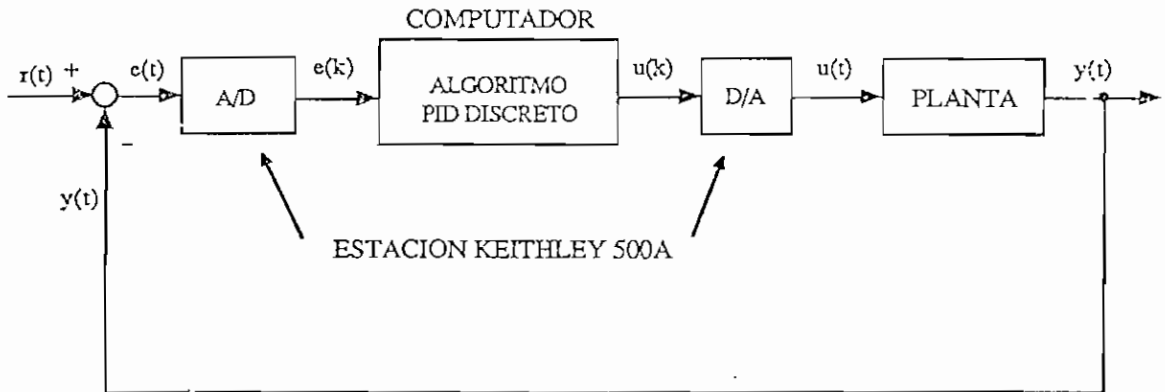 COMPUTADOR
r(t) + e(t) A/D e(k) ALGORITMO PID DISCRETO u(k) D/A u(t) PLANTA y(t)
−
y(t)
ESTACION KEITHLEY 500A